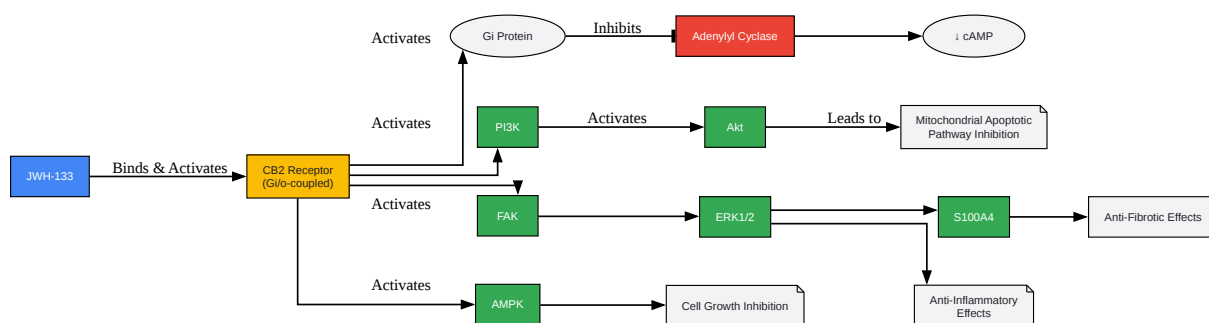 Activates
Gi Protein
Inhibits
Adenylyl Cyclase
↓ cAMP
Activates
PI3K
Activates
Akt
Leads to
Mitochondrial Apoptotic
Pathway Inhibition
JWH-133
Binds & Activates
CB2 Receptor
(Gi/o-coupled)
Activates
FAK
ERK1/2
S100A4
Anti-Fibrotic Effects
Activates
AMPK
Cell Growth Inhibition
Anti-Inflammatory
Effects